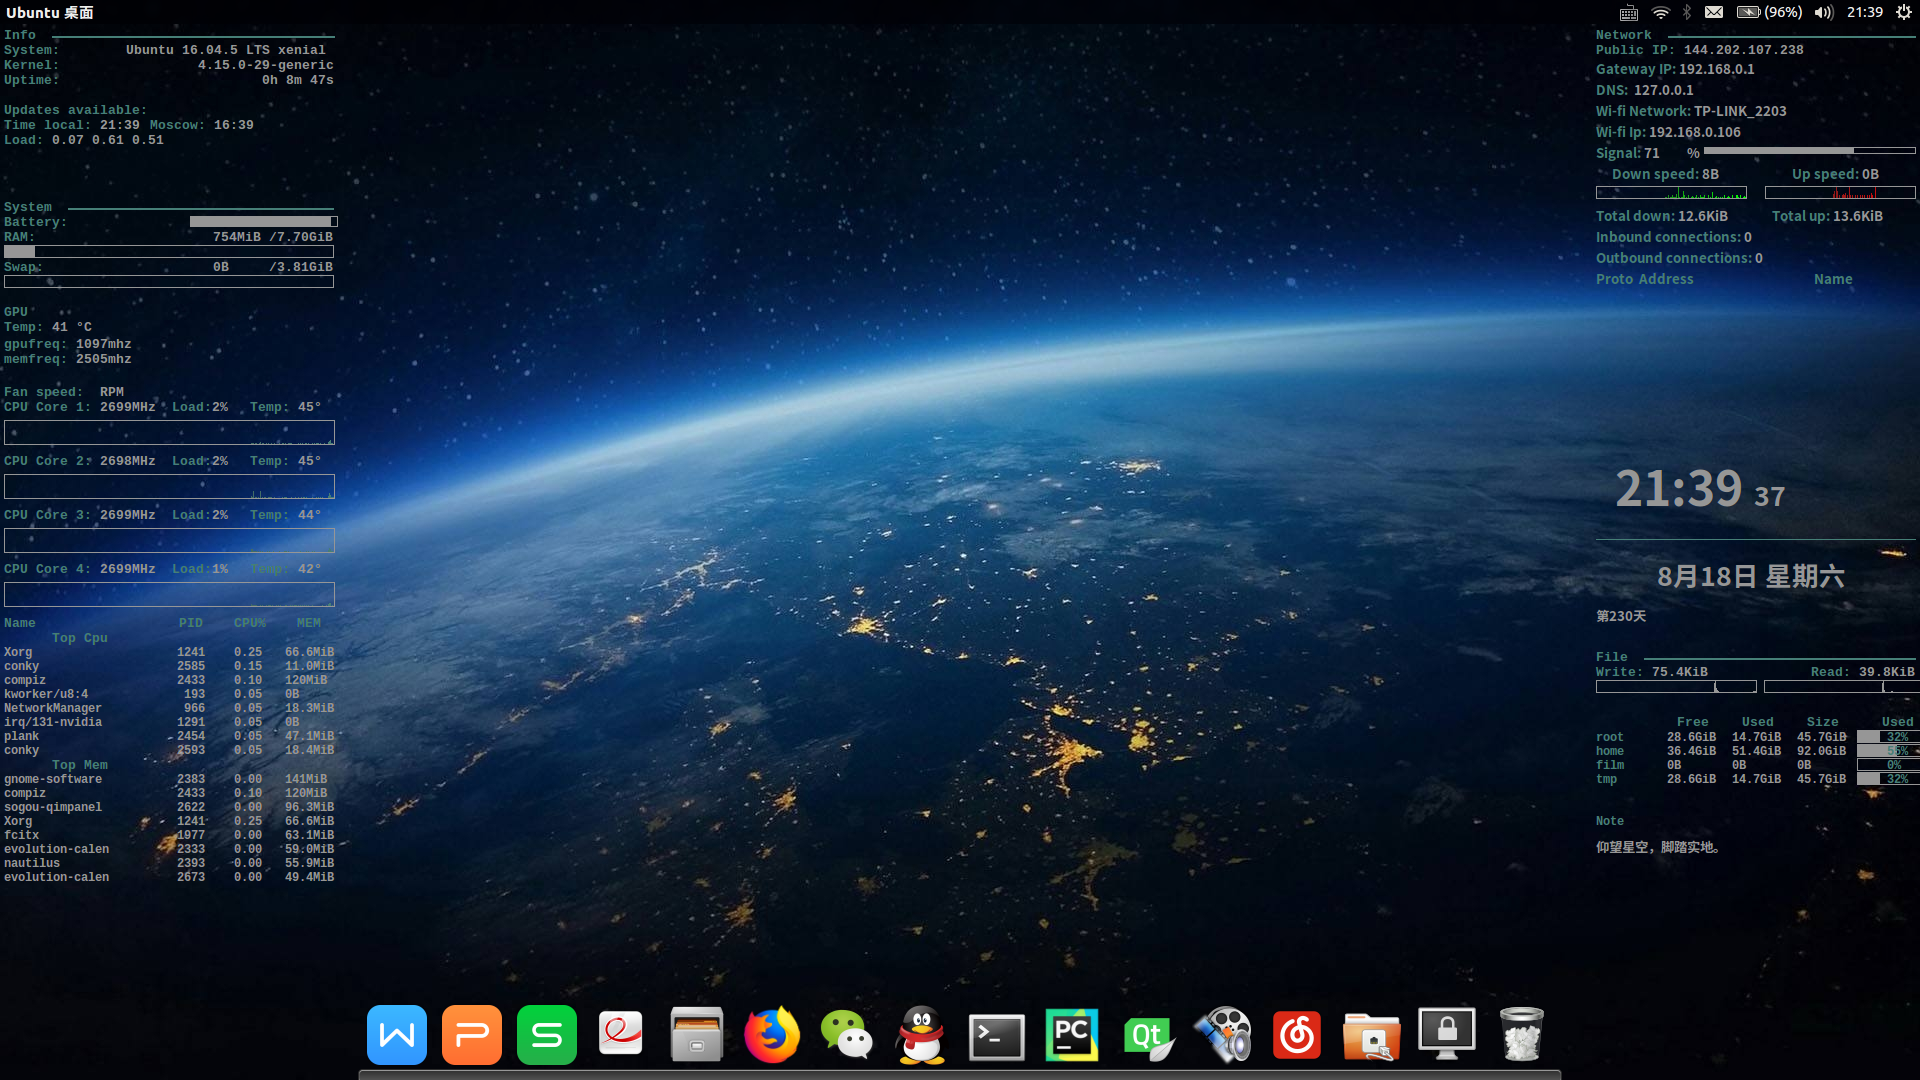 Ubuntu 桌面
(96%) 21:39
Info
System: Ubuntu 16.04.5 LTS xenial
Kernel: 4.15.0-29-generic
Uptime: 0h 8m 47s
Updates available:
Time local: 21:39 Moscow: 16:39
Load: 0.07 0.61 0.51
System
Battery:
RAM: 754MiB /7.70GiB
Swap: 0B /3.81GiB
GPU
Temp: 41 °C
gpufreq: 1097mhz
memfreq: 2505mhz
Fan speed: RPM
CPU Core 1: 2699MHz Load:2% Temp: 45°
CPU Core 2: 2698MHz Load:2% Temp: 45°
CPU Core 3: 2699MHz Load:2% Temp: 44°
CPU Core 4: 2699MHz Load:1% Temp: 42°
Name PID CPU% MEM
Top Cpu
Xorg 1241 0.25 66.6MiB
conky 2585 0.15 11.0MiB
compiz 2433 0.10 120MiB
kworker/u8:4 193 0.05 0B
NetworkManager 966 0.05 18.3MiB
irq/131-nvidia 1291 0.05 0B
plank 2454 0.05 47.1MiB
conky 2593 0.05 18.4MiB
Top Mem
gnome-software 2383 0.00 141MiB
compiz 2433 0.10 120MiB
sogou-qimpanel 2622 0.00 96.3MiB
Xorg 1241 0.25 66.6MiB
fcitx 1977 0.00 63.1MiB
evolution-calen 2333 0.00 59.0MiB
nautilus 2393 0.00 55.9MiB
evolution-calen 2673 0.00 49.4MiB
Network
Public IP: 144.202.107.238
Gateway IP: 192.168.0.1
DNS: 127.0.0.1
Wi-fi Network: TP-LINK_2203
Wi-fi Ip: 192.168.0.106
Signal: 71 %
Down speed: 8B Up speed: 0B
Total down: 12.6KiB Total up: 13.6KiB
Inbound connections: 0
Outbound connections: 0
Proto Address Name
21:39 37
8月18日 星期六
第230天
File
Write: 75.4KiB Read: 39.8KiB
Free Used Size Used
root 28.6GiB 14.7GiB 45.7GiB 32%
home 36.4GiB 51.4GiB 92.0GiB 55%
film 0B 0B 0B 0%
tmp 28.6GiB 14.7GiB 45.7GiB 32%
Note
仰望星空，脚踏实地。
PC
Qt